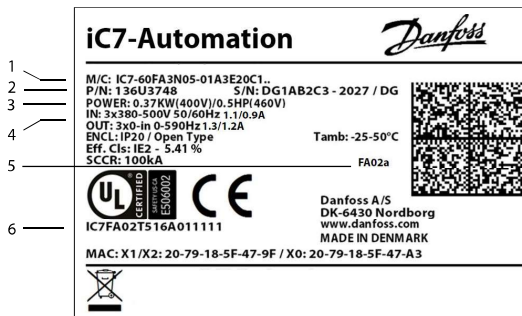 iC7-Automation
Danfoss
1
M/C: IC7-60FA3N05-01A3E20C1..
2
P/N: 136U3748 S/N: DG1AB2C3 - 2027 / DG
3
POWER: 0.37KW(400V)/0.5HP(460V)
4
IN: 3x380-500V 50/60Hz 1.1/0.9A
OUT: 3x0-in 0-590Hz 1.3/1.2A
ENCL: IP20 / Open Type Tamb: -25-50°C
Eff. Cls: IE2 - 5.41 %
5
FA02a
SCCR: 100kA
UL CERTIFIED SAFETY US-CA E506002 CE
Danfoss A/S
DK-6430 Nordborg
www.danfoss.com
MADE IN DENMARK
6
IC7FA02T516A011111
MAC: X1/X2: 20-79-18-5F-47-9F / X0: 20-79-18-5F-47-A3